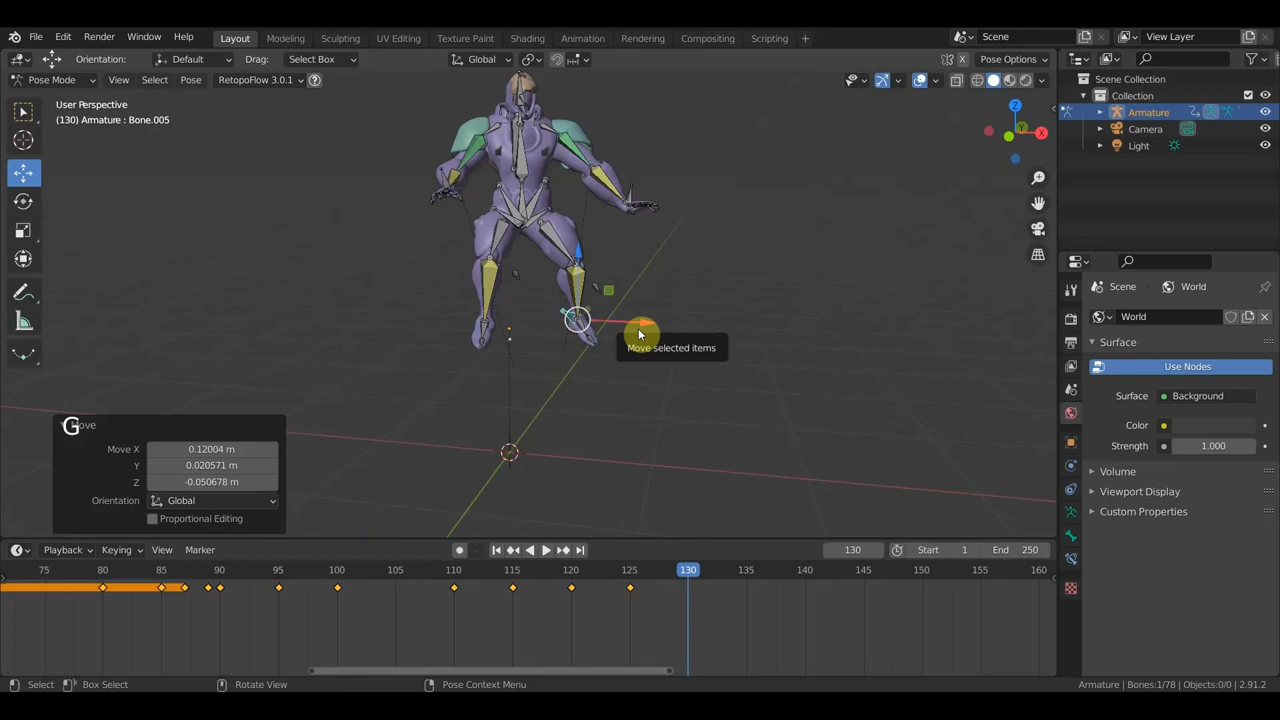 File Edit Render Window Help Layout Modeling Sculpting UV Editing Texture Paint Shading Animation Rendering Compositing Scripting + Scene View Layer
Orientation: Default Drag: Select Box Global Pose Options
Pose Mode View Select Pose RetopoFlow 3.0.1 ?
Scene Collection
Collection
Armature
Camera
Light
User Perspective
(130) Armature : Bone.005
X
Y
Z
Move selected items
G
Move
Move X 0.12004 m
Y 0.020571 m
Z -0.050678 m
Orientation Global
Proportional Editing
Scene World
World
Surface
Use Nodes
Surface Background
Color
Strength 1.000
Volume
Viewport Display
Custom Properties
Playback Keying View Marker 130 Start 1 End 250
75 80 85 90 95 100 105 110 115 120 125 130 135 140 145 150 155 160
Select Box Select Rotate View Pose Context Menu Armature | Bones:1/78 | Objects:0/0 | 2.91.2